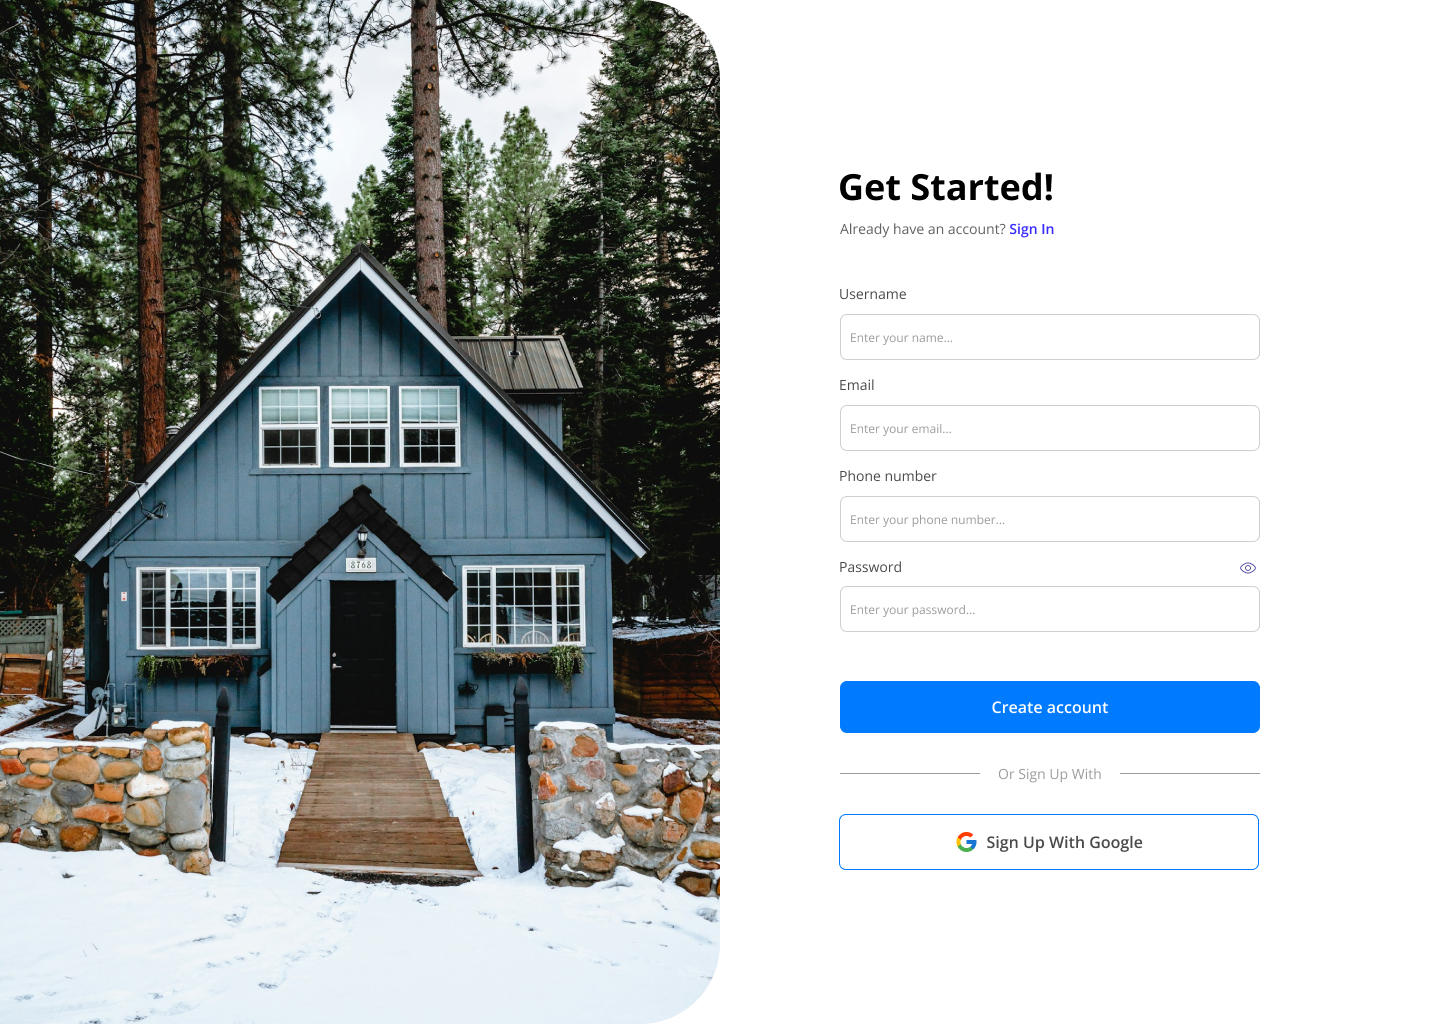 8768
Get Started!
Already have an account? Sign In
Username
Enter your name...
Email
Enter your email...
Phone number
Enter your phone number...
Password
Enter your password...
Create account
Or Sign Up With
Sign Up With Google